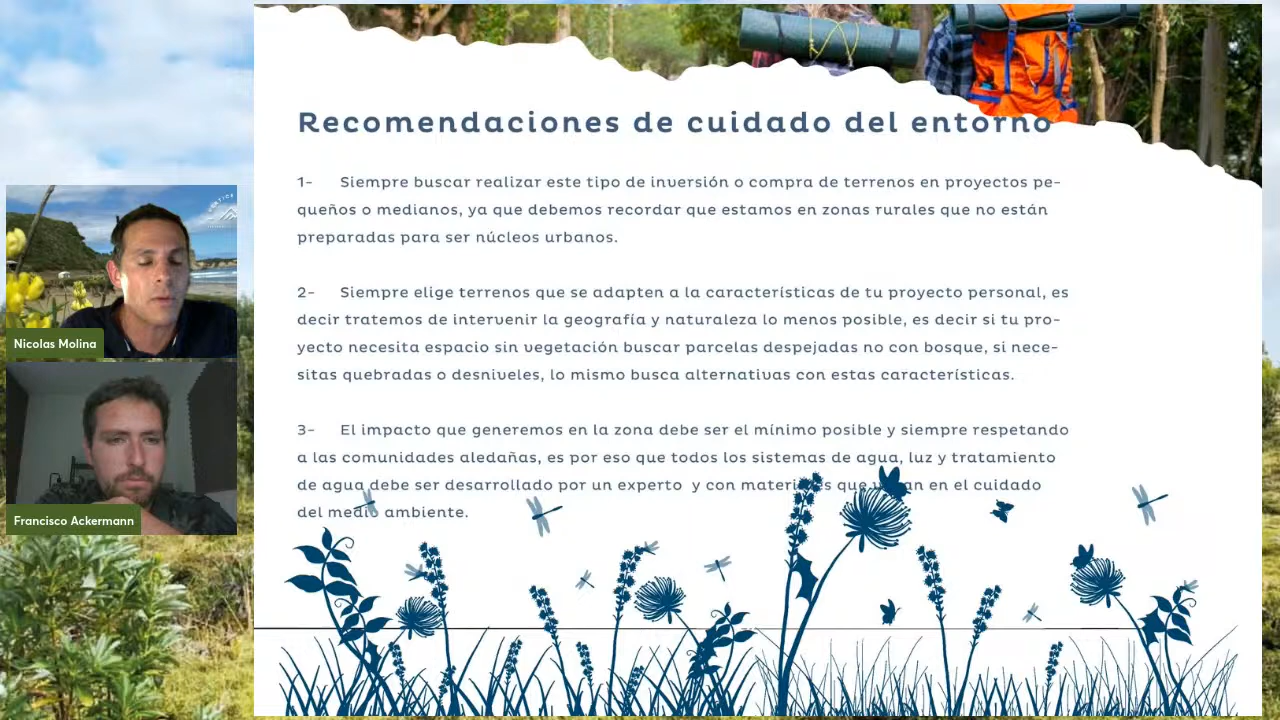 Recomendaciones de cuidado del entorno
1- Siempre buscar realizar este tipo de inversión o compra de terrenos en proyectos pe-
queños o medianos, ya que debemos recordar que estamos en zonas rurales que no están
preparadas para ser núcleos urbanos.
2- Siempre elige terrenos que se adapten a la características de tu proyecto personal, es
decir tratemos de intervenir la geografía y naturaleza lo menos posible, es decir si tu pro-
yecto necesita espacio sin vegetación buscar parcelas despejadas no con bosque, si nece-
sitas quebradas o desniveles, lo mismo busca alternativas con estas características.
3- El impacto que generemos en la zona debe ser el mínimo posible y siempre respetando
a las comunidades aledañas, es por eso que todos los sistemas de agua, luz y tratamiento
de agua debe ser desarrollado por un experto y con materiales que en el cuidado
del medio ambiente.
Nicolas Molina
Francisco Ackermann